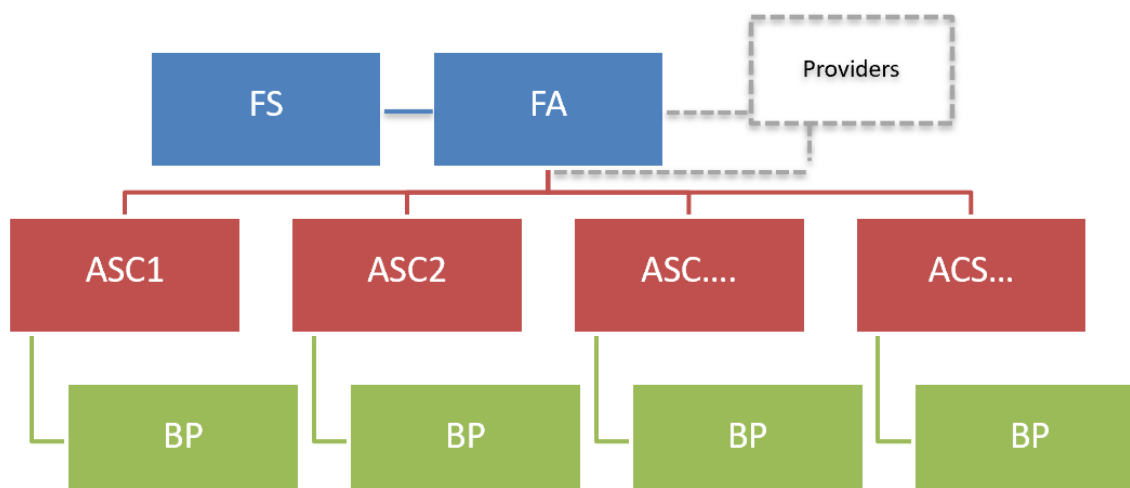 FS
FA
Providers
ASC1
ASC2
ASC....
ACS...
BP
BP
BP
BP